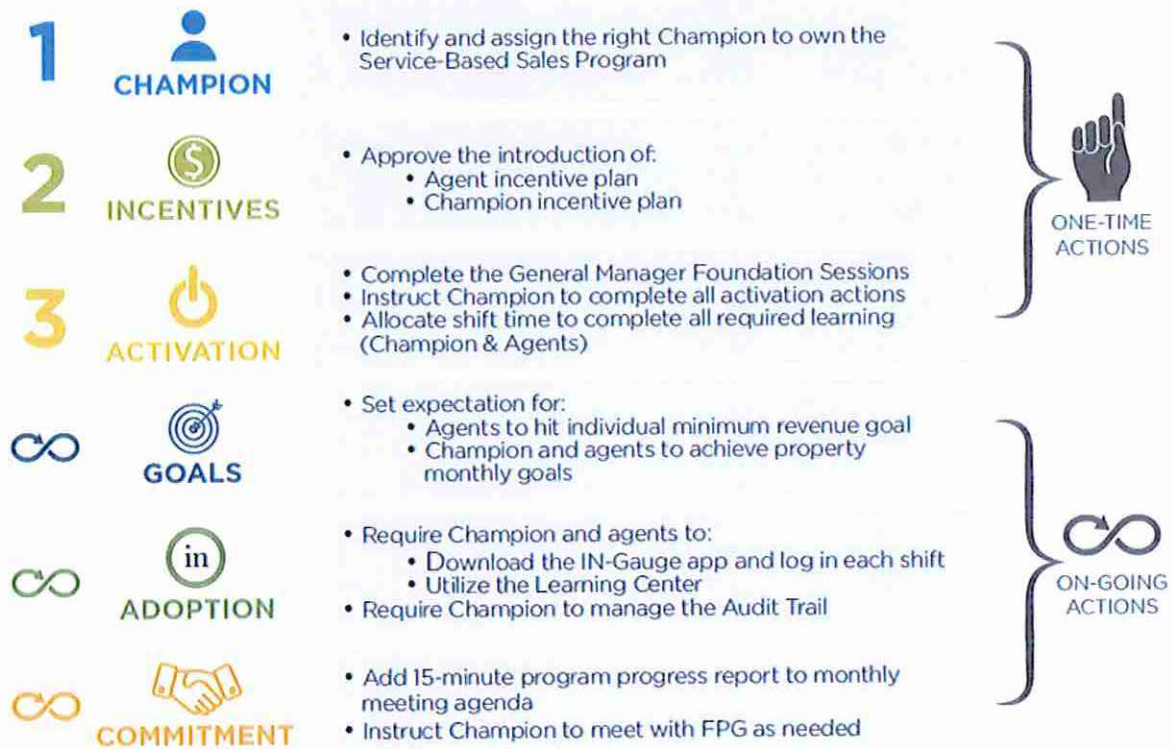 1
CHAMPION
• Identify and assign the right Champion to own the
Service-Based Sales Program
2
$
INCENTIVES
• Approve the introduction of:
• Agent incentive plan
• Champion incentive plan
3
ACTIVATION
• Complete the General Manager Foundation Sessions
• Instruct Champion to complete all activation actions
• Allocate shift time to complete all required learning
(Champion & Agents)
ONE-TIME
ACTIONS
GOALS
• Set expectation for:
• Agents to hit individual minimum revenue goal
• Champion and agents to achieve property
monthly goals
in
ADOPTION
• Require Champion and agents to:
• Download the IN-Gauge app and log in each shift
• Utilize the Learning Center
• Require Champion to manage the Audit Trail
COMMITMENT
• Add 15-minute program progress report to monthly
meeting agenda
• Instruct Champion to meet with FPG as needed
ON-GOING
ACTIONS